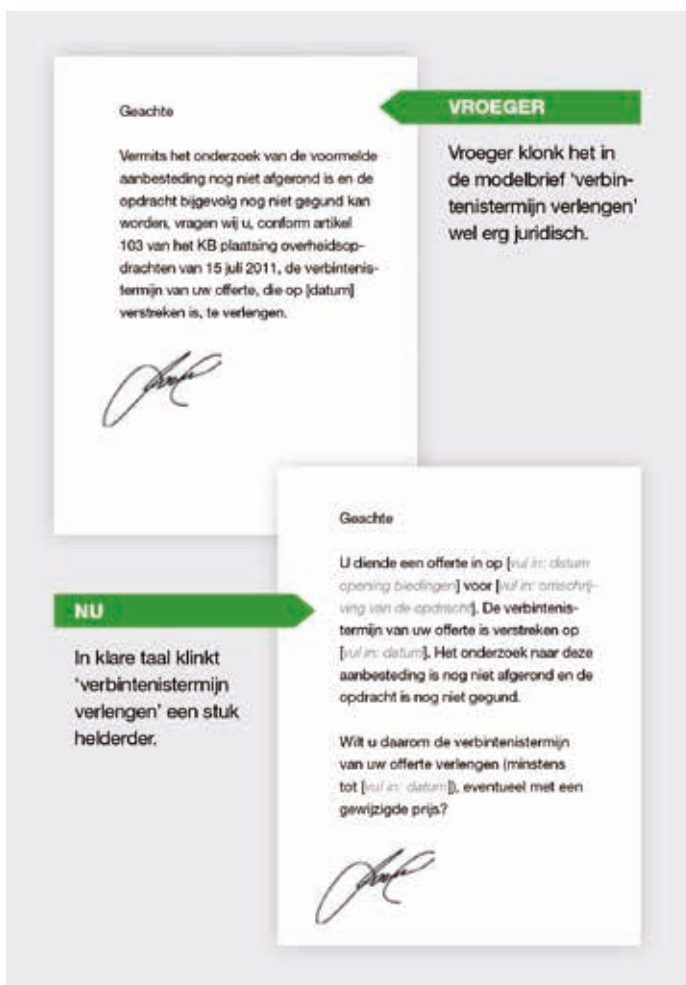 Geachte
Vermits het onderzoek van de voormelde
aanbesteding nog niet afgerond is en de
opdracht bijgevolg nog niet gegund kan
worden, vragen wij u, conform artikel
103 van het KB plaatsing overheidsop-
drachten van 15 juli 2011, de verbintenis-
termijn van uw offerte, die op [datum]
verstreken is, te verlengen.
VROEGER
Vroeger klonk het in
de modelbrief ‘verbin-
tenistermijn verlengen’
wel erg juridisch.
NU
In klare taal klinkt
‘verbintenistermijn
verlengen’ een stuk
helderder.
Geachte
U diende een offerte in op [vul in: datum
opening biedingen] voor [vul in: omschrij-
ving van de opdracht]. De verbintenis-
termijn van uw offerte is verstreken op
[vul in: datum]. Het onderzoek naar deze
aanbesteding is nog niet afgerond en de
opdracht is nog niet gegund.
Wilt u daarom de verbintenistermijn
van uw offerte verlengen (minstens
tot [vul in: datum]), eventueel met een
gewijzigde prijs?